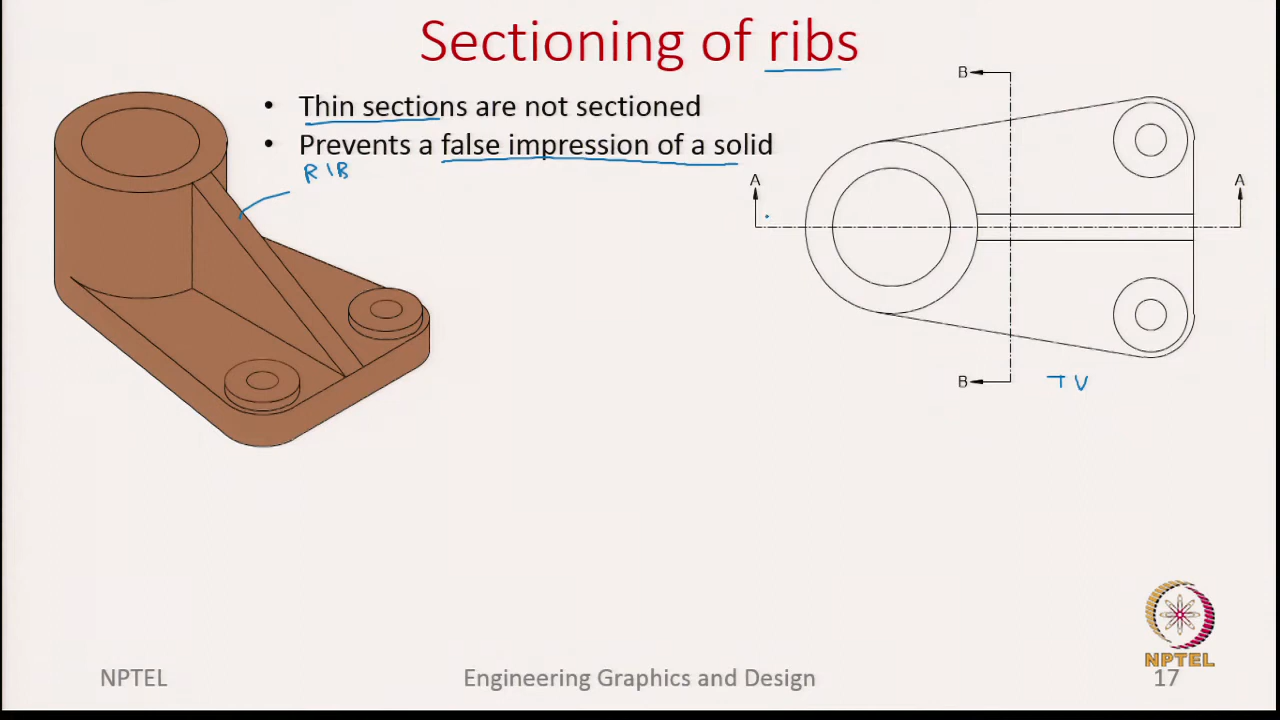 Sectioning of ribs
• Thin sections are not sectioned
• Prevents a false impression of a solid
RIB
B
A
A
B
TV
NPTEL
NPTEL
Engineering Graphics and Design
17